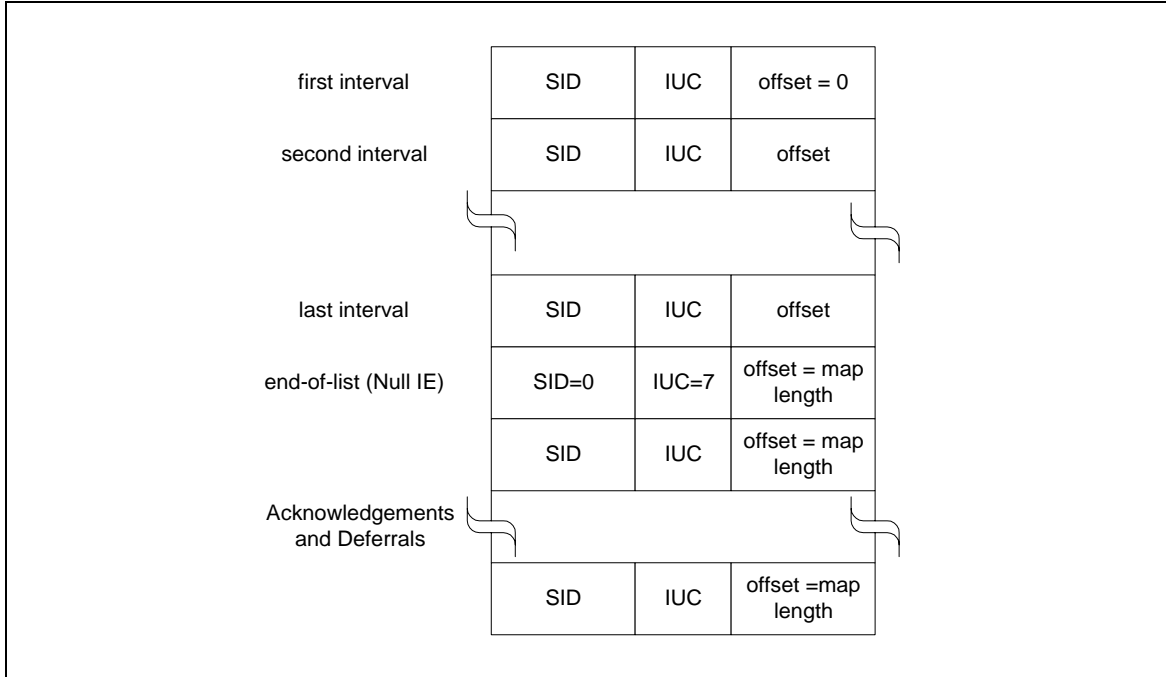 first interval SID IUC offset = 0
second interval SID IUC offset
last interval SID IUC offset
end-of-list (Null IE) SID=0 IUC=7 offset = map
length
SID IUC offset = map
length
Acknowledgements
and Deferrals
SID IUC offset =map
length